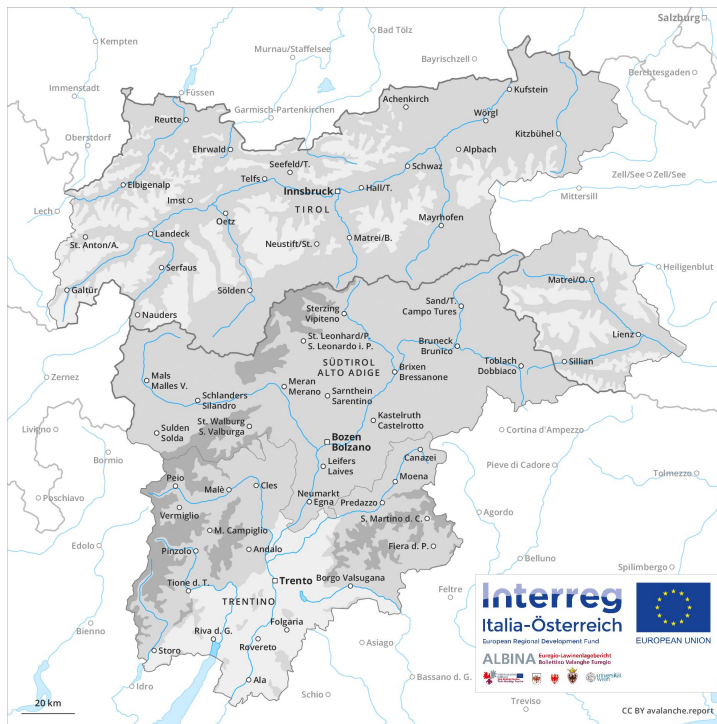 Salzburg
Kempten
Bad Tölz
Murnau/Staffelsee
Bayrischzell
Berchtesgaden
Immenstadt
Füssen
Achenkirch
Kufstein
Garmisch-Partenkirchen
Reutte
Wörgl
Oberstdorf
Ehrwald
Kitzbühel
Seefeld/T.
Alpbach
Telfs
Schwaz
Zell/See
Zell/See
Elbigenalp
Innsbruck
Hall/T.
Mittersill
Imst
TIROL
Lech
Oetz
Mayrhofen
Landeck
Matrei/B.
St. Anton/A.
Neustift/St.
Serfaus
Heiligenblut
Matrei/O.
Galtür
Sölden
Nauders
Sterzing
Vipiteno
Sand/T.
Campo Tures
Lienz
St. Leonhard/P.
S. Leonardo i. P.
Bruneck
Brunico
SÜDTIROL
ALTO ADIGE
Toblach
Dobbiaco
Sillian
Brixen
Bressanone
Zernez
Mals
Malles V.
Meran
Merano
Sarnthein
Sarentino
Schlanders
Silandro
St. Walburg
S. Valburga
Kastelruth
Castelrotto
Livigno
Sulden
Solda
Bozen
Bolzano
Cortina d'Ampezzo
Bormio
Canazei
Leifers
Laives
Pieve di Cadore
Tolmezzo
Peio
Moena
Poschiavo
Malè
Cles
Neumarkt
Egna
Predazzo
Vermiglio
Agordo
S. Martino d. C.
M. Campiglio
Edolo
Pinzolo
Andalo
Fiera d. P.
Belluno
Spilimbergo
Tione d. T.
Trento
Borgo Valsugana
Feltre
TRENTINO
Bienno
Folgaria
Riva d. G.
Rovereto
Asiago
Storo
Ala
Idro
Schio
Bassano d. G.
Treviso
20 km
Interreg
Italia-Österreich
European Regional Development Fund
EUROPEAN UNION
ALBINA
Euregio-Lawinenlagebericht
Bollettino Valanghe Euregio
universität
wien
CC BY avalanche.report